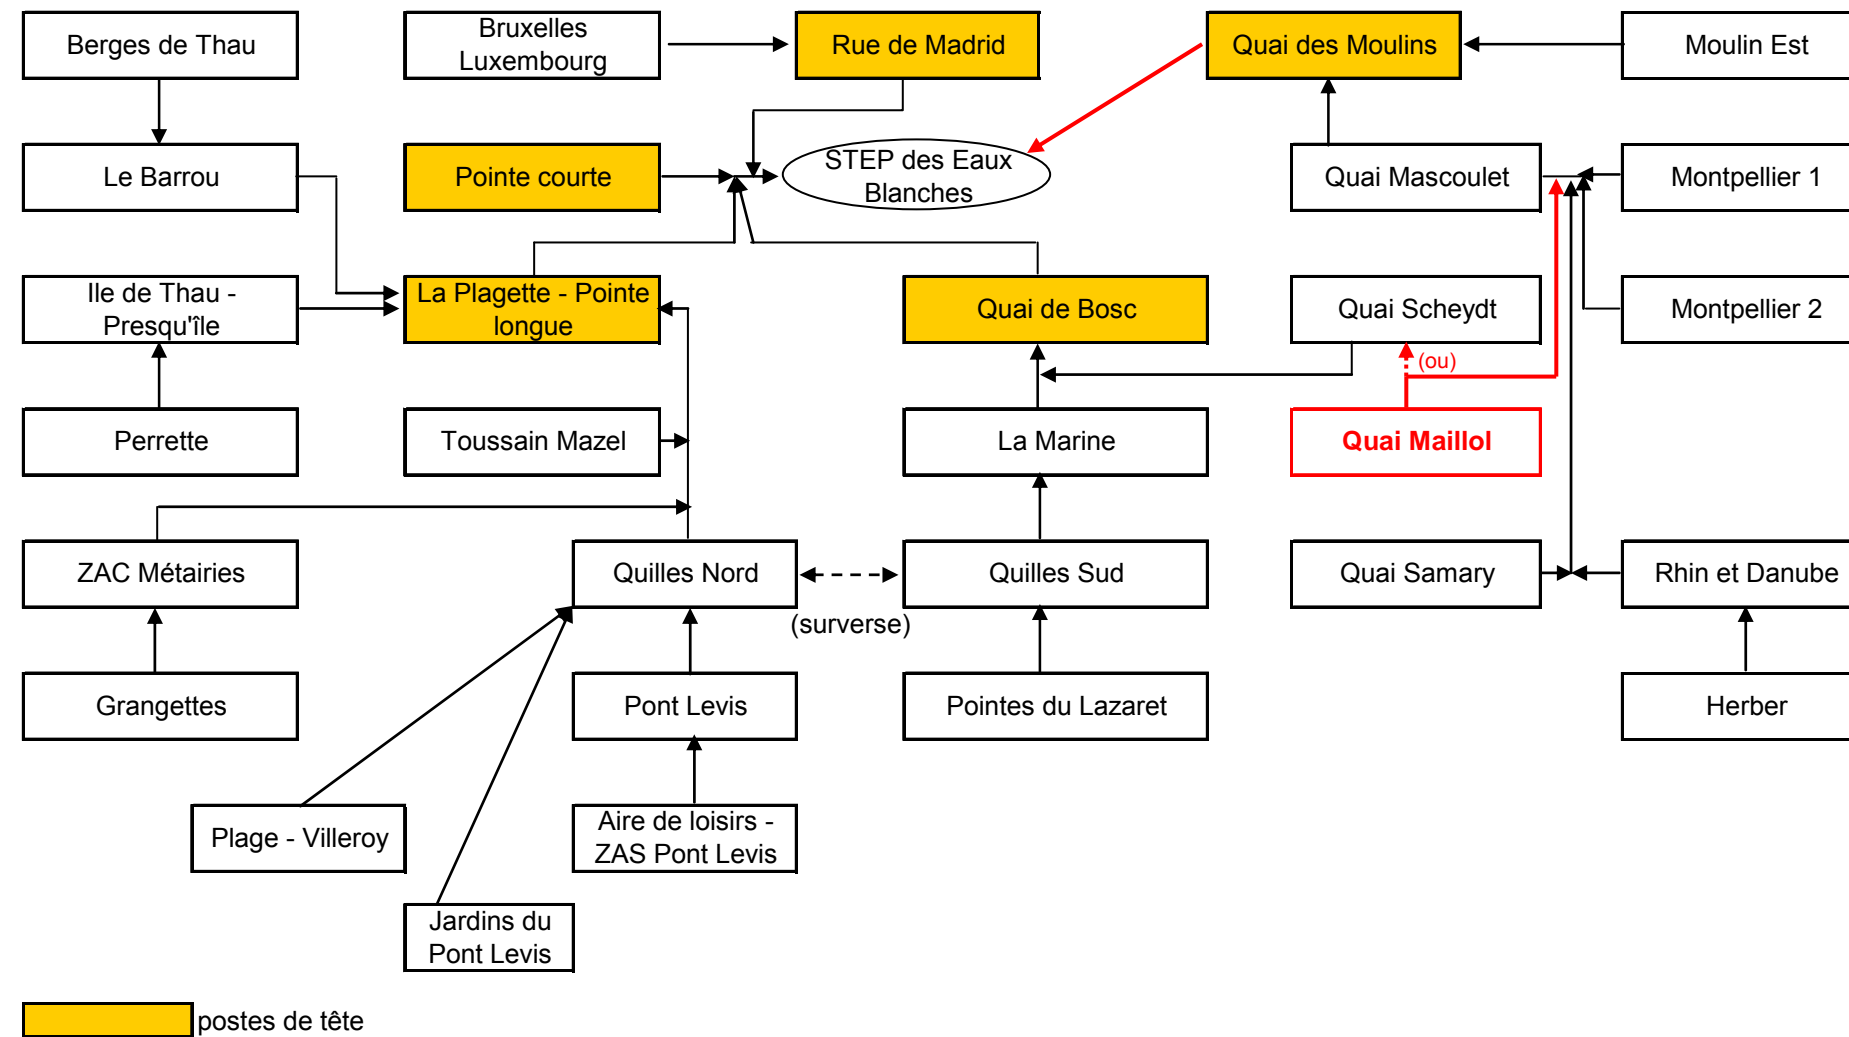 Berges de Thau
Bruxelles
Luxembourg
Rue de Madrid
Quai des Moulins
Moulin Est
Le Barrou
Pointe courte
STEP des Eaux
Blanches
Quai Mascoulet
Montpellier 1
Ile de Thau -
Presqu'île
La Plagette - Pointe
longue
Quai de Bosc
Quai Scheydt
Montpellier 2
(ou)
Perrette
Toussain Mazel
La Marine
Quai Maillol
ZAC Métairies
Quilles Nord
Quilles Sud
Quai Samary
Rhin et Danube
(surverse)
Grangettes
Pont Levis
Pointes du Lazaret
Herber
Plage - Villeroy
Aire de loisirs -
ZAS Pont Levis
Jardins du
Pont Levis
postes de tête